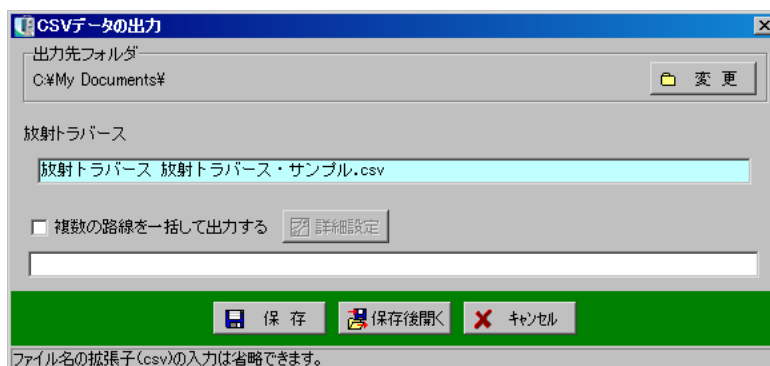 CSVデータの出力
出力先フォルダ
C:¥My Documents¥
変 更
放射トラバース
放射トラバース 放射トラバース・サンプル.csv
複数の路線を一括して出力する 詳細設定
保 存 保存後開く キャンセル
ファイル名の拡張子(csv)の入力は省略できます。